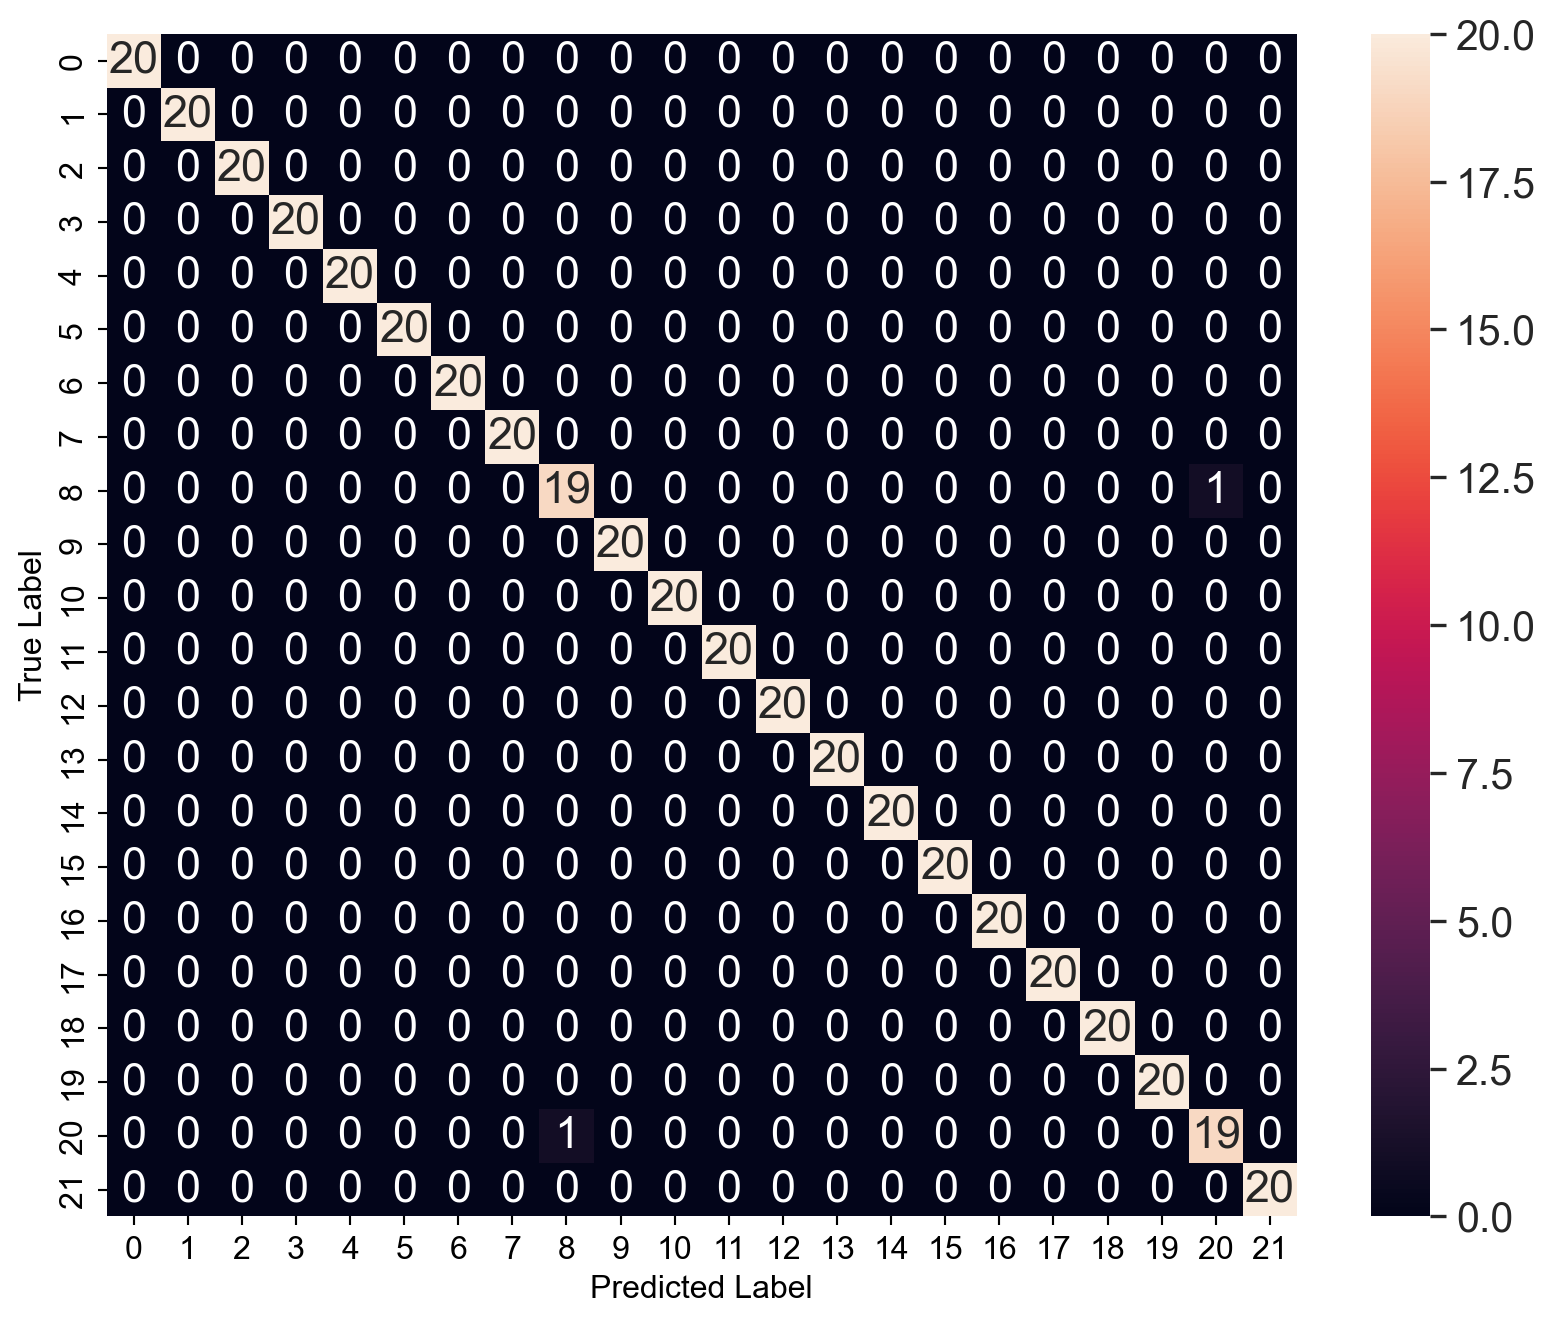 0 20 0 0 0 0 0 0 0 0 0 0 0 0 0 0 0 0 0 0 0 0 0
1 0 20 0 0 0 0 0 0 0 0 0 0 0 0 0 0 0 0 0 0 0 0
2 0 0 20 0 0 0 0 0 0 0 0 0 0 0 0 0 0 0 0 0 0 0
3 0 0 0 20 0 0 0 0 0 0 0 0 0 0 0 0 0 0 0 0 0 0
4 0 0 0 0 20 0 0 0 0 0 0 0 0 0 0 0 0 0 0 0 0 0
5 0 0 0 0 0 20 0 0 0 0 0 0 0 0 0 0 0 0 0 0 0 0
6 0 0 0 0 0 0 20 0 0 0 0 0 0 0 0 0 0 0 0 0 0 0
7 0 0 0 0 0 0 0 20 0 0 0 0 0 0 0 0 0 0 0 0 0 0
8 0 0 0 0 0 0 0 0 19 0 0 0 0 0 0 0 0 0 0 0 1 0
9 0 0 0 0 0 0 0 0 0 20 0 0 0 0 0 0 0 0 0 0 0 0
10 0 0 0 0 0 0 0 0 0 0 20 0 0 0 0 0 0 0 0 0 0 0
11 0 0 0 0 0 0 0 0 0 0 0 20 0 0 0 0 0 0 0 0 0 0
12 0 0 0 0 0 0 0 0 0 0 0 0 20 0 0 0 0 0 0 0 0 0
13 0 0 0 0 0 0 0 0 0 0 0 0 0 20 0 0 0 0 0 0 0 0
14 0 0 0 0 0 0 0 0 0 0 0 0 0 0 20 0 0 0 0 0 0 0
15 0 0 0 0 0 0 0 0 0 0 0 0 0 0 0 20 0 0 0 0 0 0
16 0 0 0 0 0 0 0 0 0 0 0 0 0 0 0 0 20 0 0 0 0 0
17 0 0 0 0 0 0 0 0 0 0 0 0 0 0 0 0 0 20 0 0 0 0
18 0 0 0 0 0 0 0 0 0 0 0 0 0 0 0 0 0 0 20 0 0 0
19 0 0 0 0 0 0 0 0 0 0 0 0 0 0 0 0 0 0 0 20 0 0
20 0 0 0 0 0 0 0 0 1 0 0 0 0 0 0 0 0 0 0 0 19 0
21 0 0 0 0 0 0 0 0 0 0 0 0 0 0 0 0 0 0 0 0 0 20
0 1 2 3 4 5 6 7 8 9 10 11 12 13 14 15 16 17 18 19 20 21
Predicted Label
True Label
20.0
17.5
15.0
12.5
10.0
7.5
5.0
2.5
0.0